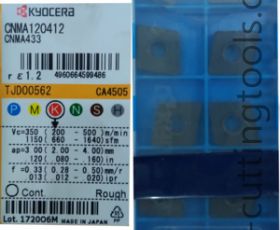 KYOCERA
CNMA120412
CNMA433
rε1.2 4960664599486
TJD00562 CA4505
P M K N S H
Vc=350 (200 - 500)m/min
1150 (660 - 1640)sfm
ap=3.00 (2.00 - 4.00)mm
.120 (.080 - .160)in
f =0.33 (0.28 - 0.50)mm/r
.013 (.012 - .020)ipr
Cont Rough
Lot.172006M MADE IN JAPAN
-cuttingtools.com